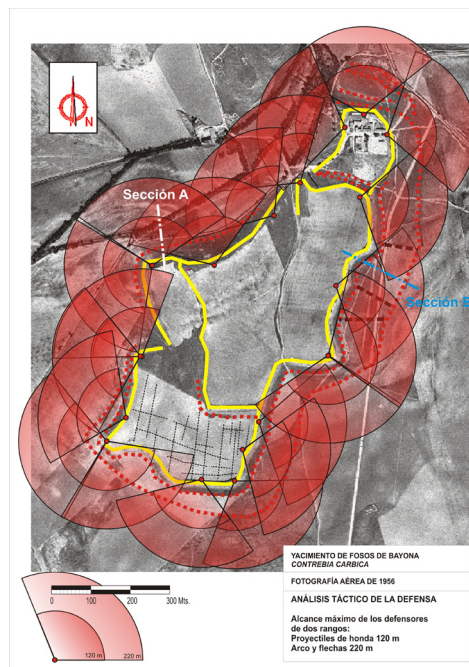 N
Sección A
Sección B
YACIMIENTO DE FOSOS DE BAYONA
CONTREBIA CARBICA
FOTOGRAFÍA AÉREA DE 1956
ANÁLISIS TÁCTICO DE LA DEFENSA
Alcance máximo de los defensores
de dos rangos:
Proyectiles de honda 120 m
Arco y flechas 220 m
0 100 200 300 Mts.
120 m 220 m